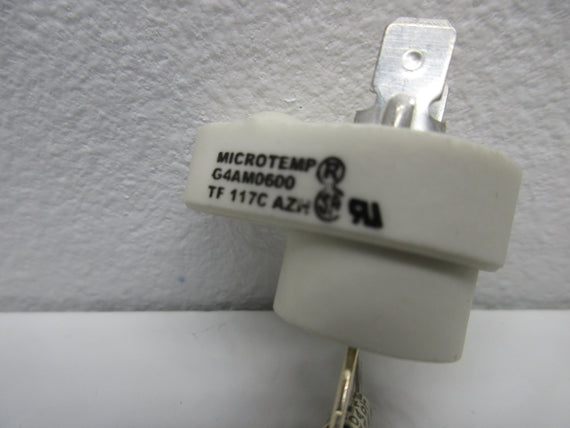 MICROTEMP ®
G4AM0600
TF 117C AZH